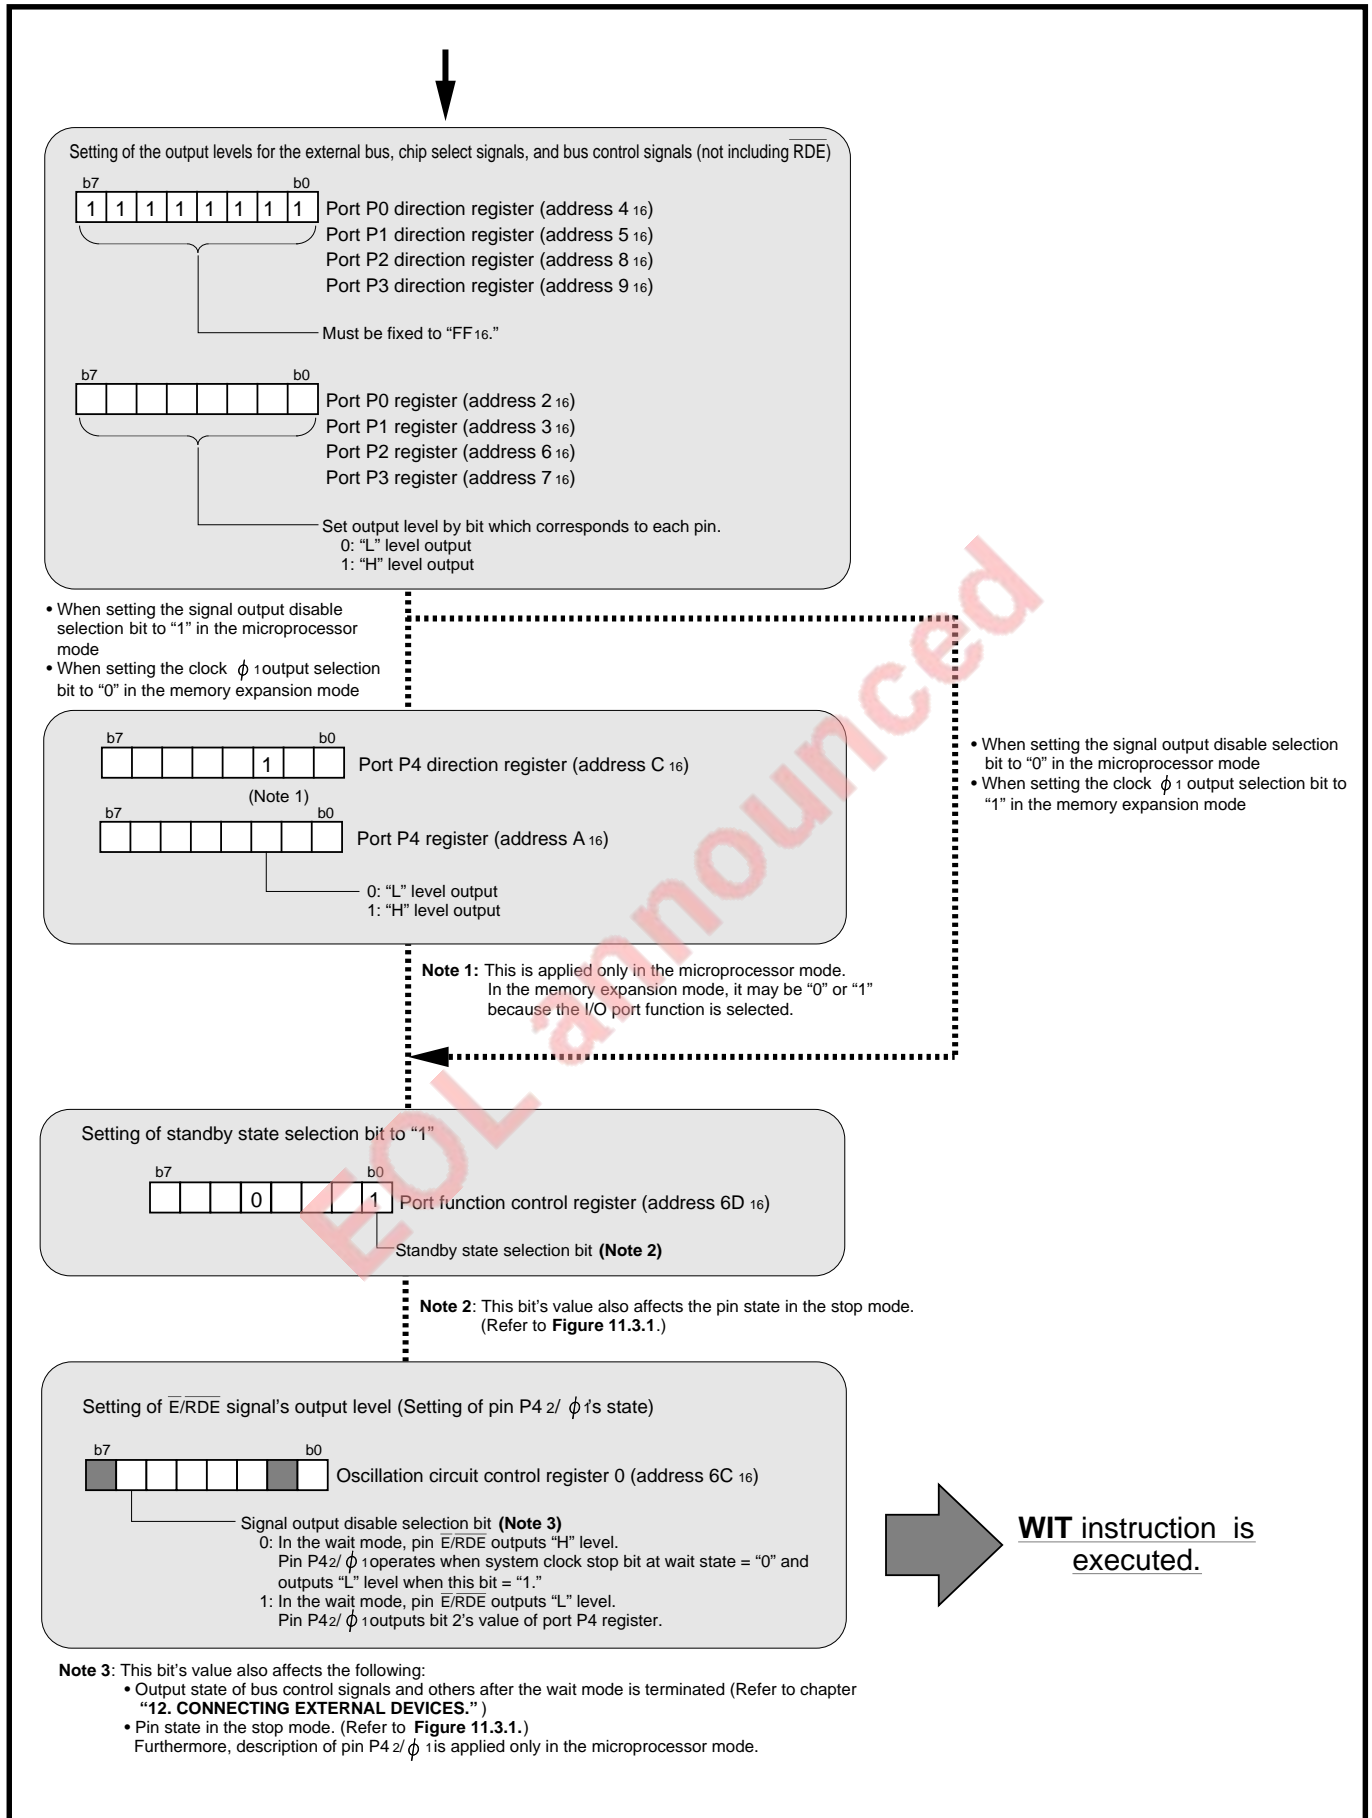 Setting of the output levels for the external bus, chip select signals, and bus control signals (not including RDE)
b7 b0
1 1 1 1 1 1 1 1 Port P0 direction register (address 4 16)
Port P1 direction register (address 5 16)
Port P2 direction register (address 8 16)
Port P3 direction register (address 9 16)
Must be fixed to “FF16.”
b7 b0
Port P0 register (address 2 16)
Port P1 register (address 3 16)
Port P2 register (address 6 16)
Port P3 register (address 7 16)
Set output level by bit which corresponds to each pin.
0: “L” level output
1: “H” level output
• When setting the signal output disable
selection bit to “1” in the microprocessor
mode
• When setting the clock ϕ 1 output selection
bit to “0” in the memory expansion mode
b7 b0
1 Port P4 direction register (address C 16)
(Note 1)
b7 b0
Port P4 register (address A 16)
0: “L” level output
1: “H” level output
• When setting the signal output disable selection
bit to “0” in the microprocessor mode
• When setting the clock ϕ 1 output selection bit to
“1” in the memory expansion mode
Note 1: This is applied only in the microprocessor mode.
In the memory expansion mode, it may be “0” or “1”
because the I/O port function is selected.
Setting of standby state selection bit to “1”
b7 b0
0 1 Port function control register (address 6D 16)
Standby state selection bit (Note 2)
Note 2: This bit’s value also affects the pin state in the stop mode.
(Refer to Figure 11.3.1.)
Setting of E/RDE signal’s output level (Setting of pin P4 2/ ϕ 1’s state)
b7 b0
Oscillation circuit control register 0 (address 6C 16)
Signal output disable selection bit (Note 3)
0: In the wait mode, pin E/RDE outputs “H” level.
Pin P42/ ϕ 1 operates when system clock stop bit at wait state = “0” and
outputs “L” level when this bit = “1.”
1: In the wait mode, pin E/RDE outputs “L” level.
Pin P42/ ϕ 1 outputs bit 2’s value of port P4 register.
WIT instruction is
executed.
Note 3: This bit’s value also affects the following:
• Output state of bus control signals and others after the wait mode is terminated (Refer to chapter
“12. CONNECTING EXTERNAL DEVICES.” )
• Pin state in the stop mode. (Refer to Figure 11.3.1.)
Furthermore, description of pin P4 2/ ϕ 1 is applied only in the microprocessor mode.
EOL announced